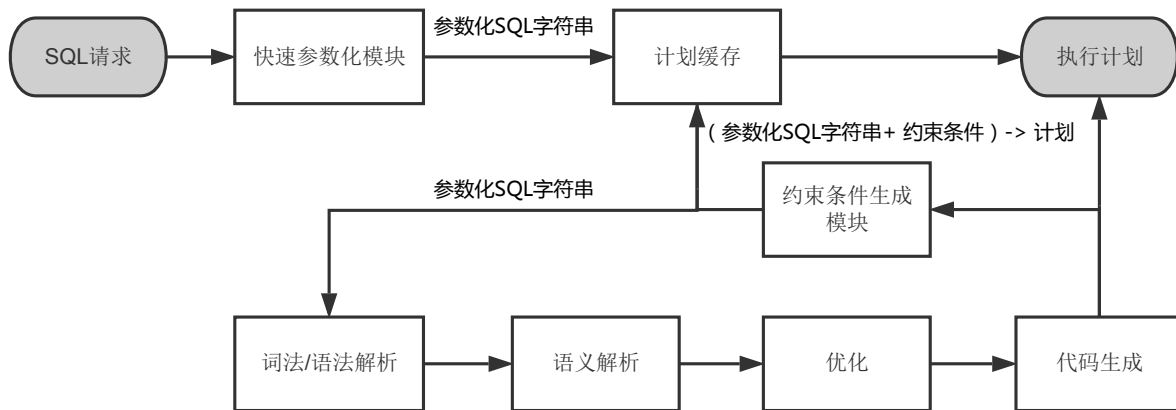 参数化SQL字符串
SQL请求
快速参数化模块
计划缓存
执行计划
（参数化SQL字符串+ 约束条件）-> 计划
参数化SQL字符串
约束条件生成
模块
词法/语法解析
语义解析
优化
代码生成